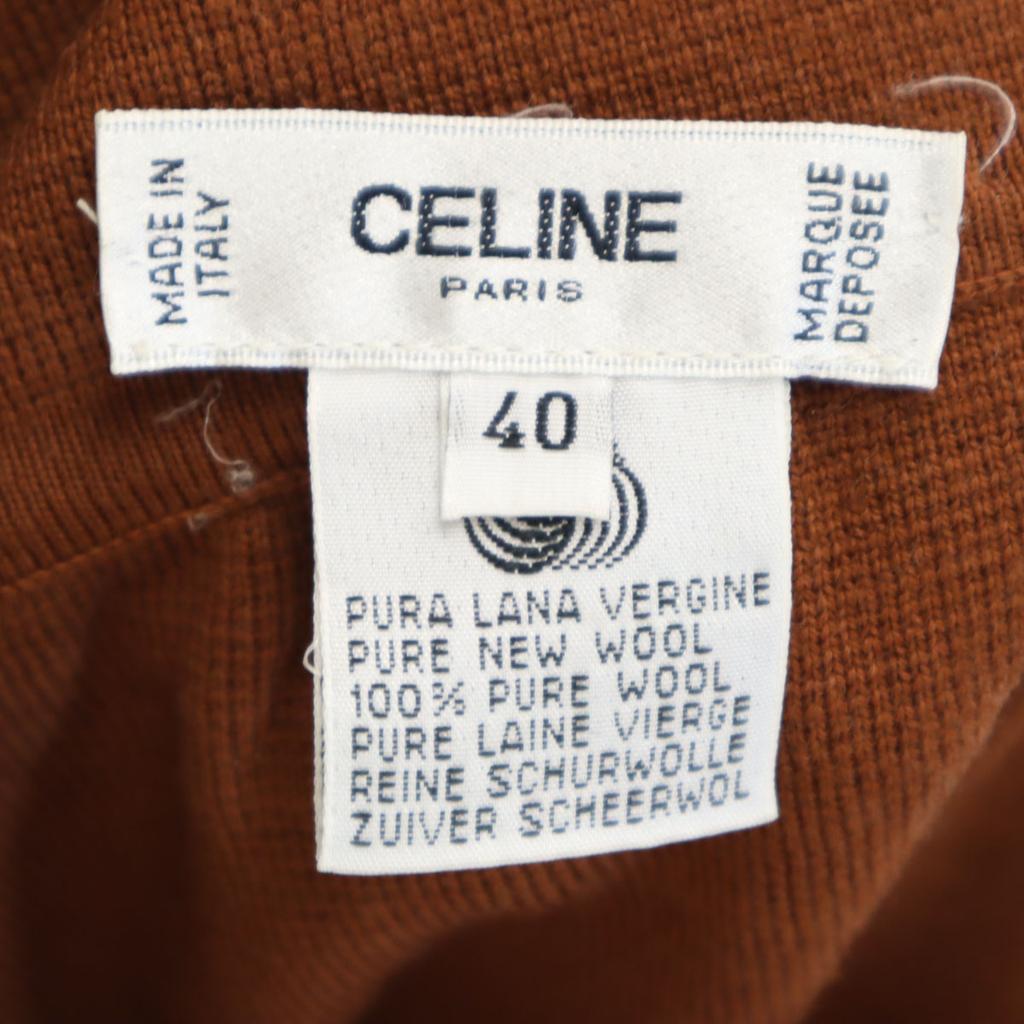 MADE IN
ITALY
CELINE
PARIS
MARQUE
DEPOSEE
40
PURA LANA VERGINE
PURE NEW WOOL
100% PURE WOOL
PURE LAINE VIERGE
REINE SCHURWOLLE
ZUIVER SCHEERWOL